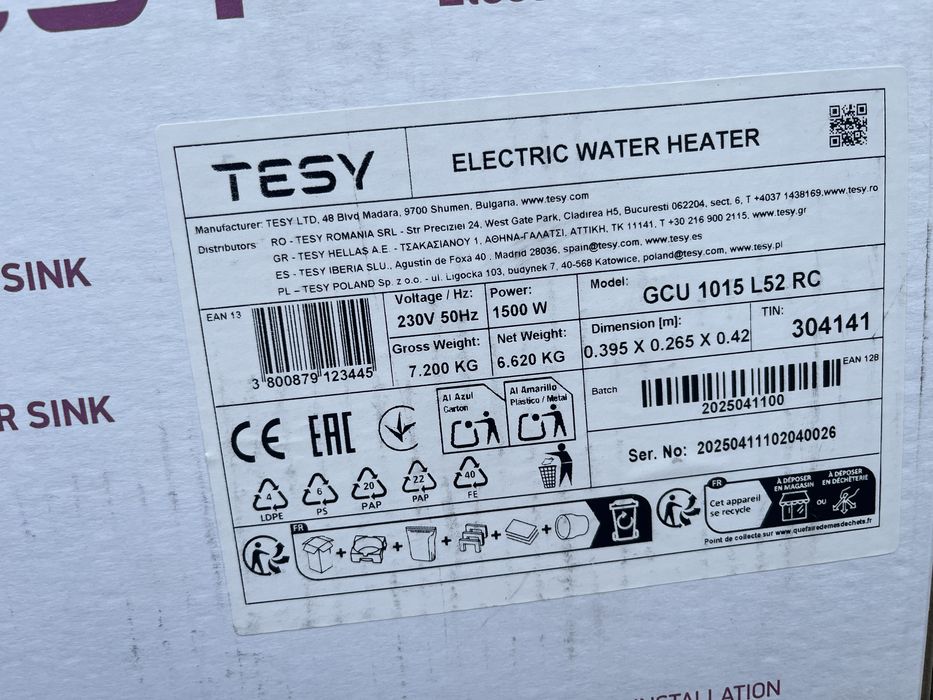 TESY
ELECTRIC WATER HEATER
Manufacturer: TESY LTD, 48 Blvd Madara, 9700 Shumen, Bulgaria, www.tesy.com
Distributors
RO - TESY ROMANIA SRL - Str Preciziei 24, West Gate Park, Cladirea H5, Bucuresti 062204, sect. 6, T +4037 1438169.www.tesy.ro
GR - TESY HELLAS A.E. - ΤΣΑΚΑΣΙΑΝΟΥ 1, ΑΘΗΝΑ-ΓΑΛΑΤΣΙ, ΑΤΤΙΚΗ, TK 11141, T +30 216 900 2115, www.tesy.gr
ES - TESY IBERIA SLU., Agustin de Foxá 40 , Madrid 28036, spain@tesy.com, www.tesy.es
PL – TESY POLAND Sp. z o.o. - ul. Ligocka 103, budynek 7, 40-568 Katowice, poland@tesy.com, www.tesy.pl
EAN 13
3 800879 123445
Voltage / Hz:
230V 50Hz
Power:
1500 W
Model:
GCU 1015 L52 RC
Gross Weight:
7.200 KG
Net Weight:
6.620 KG
Dimension [m]:
0.395 X 0.265 X 0.42
TIN:
304141
Batch
EAN 128
2025041100
Ser. No: 20250411102040026
CE
EAC
Al Azul
Carton
Al Amarillo
Plástico / Metal
4
LDPE
6
PS
20
PAP
22
PAP
40
FE
FR
+ + + + +
FR
Cet appareil
se recycle
À DÉPOSER
EN MAGASIN
OU
À DÉPOSER
EN DÉCHÈTERIE
Point de collecte sur www.quefairedemesdechets.fr
SINK
R SINK
INSTALLATION